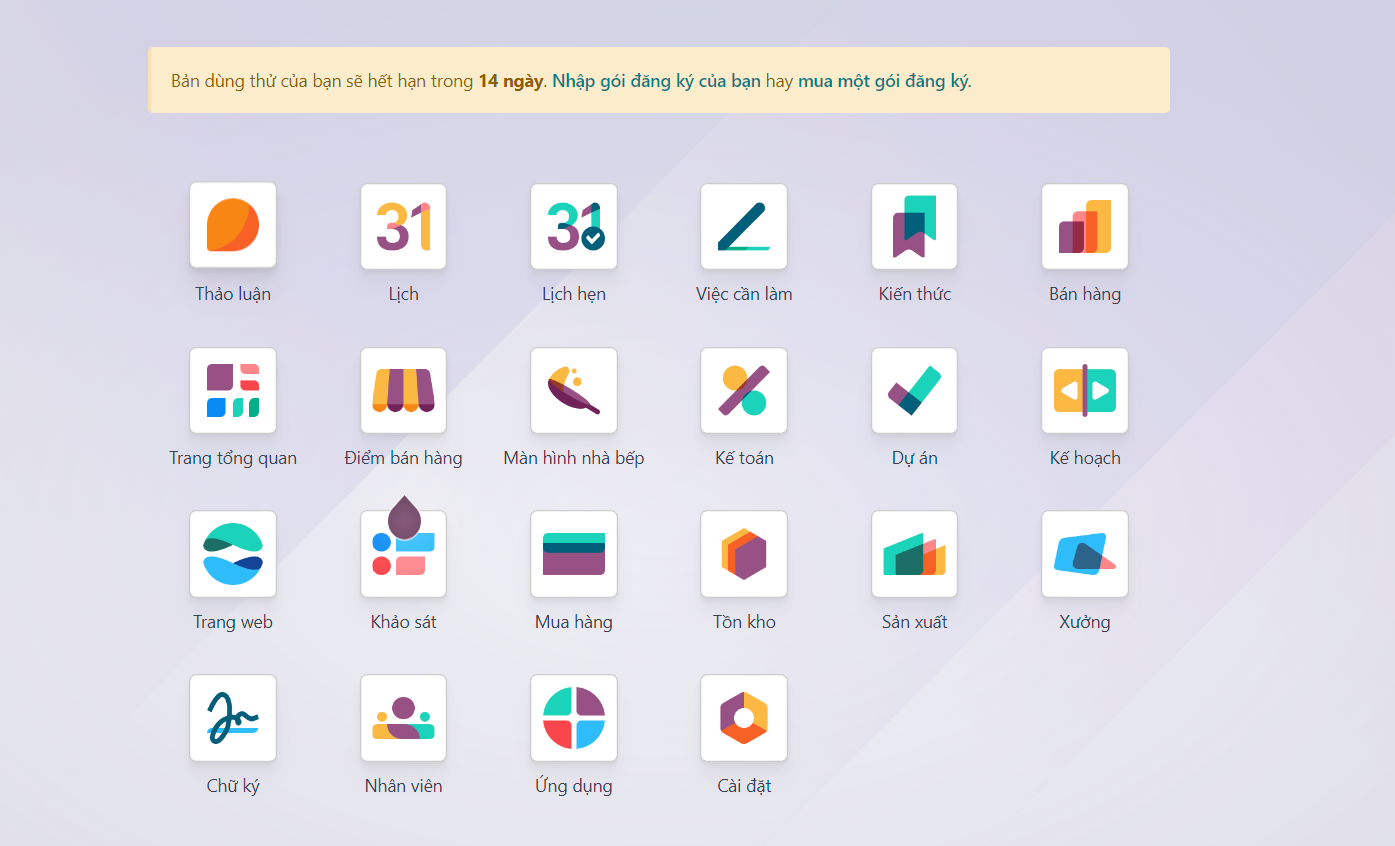 Bản dùng thử của bạn sẽ hết hạn trong 14 ngày. Nhập gói đăng ký của bạn hay mua một gói đăng ký.
31
31
Thảo luận
Lịch
Lịch hẹn
Việc cần làm
Kiến thức
Bán hàng
Trang tổng quan
Điểm bán hàng
Màn hình nhà bếp
Kế toán
Dự án
Kế hoạch
Trang web
Khảo sát
Mua hàng
Tồn kho
Sản xuất
Xưởng
Chữ ký
Nhân viên
Ứng dụng
Cài đặt